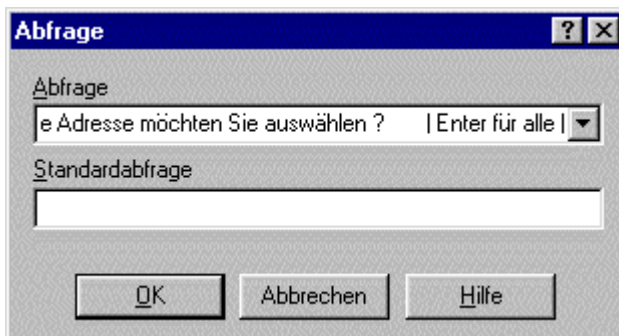 Abfrage
Abfrage
e Adresse möchten Sie auswählen ? | Enter für alle |
Standardabfrage
OK Abbrechen Hilfe